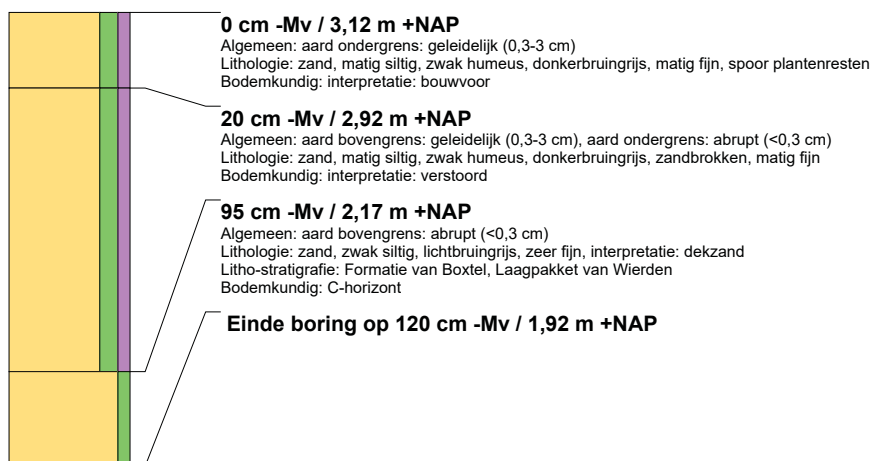 0 cm -Mv / 3,12 m +NAP
Algemeen: aard ondergrens: geleidelijk (0,3-3 cm)
Lithologie: zand, matig siltig, zwak humeus, donkerbruingrijs, matig fijn, spoor plantenresten
Bodemkundig: interpretatie: bouwvoor
20 cm -Mv / 2,92 m +NAP
Algemeen: aard bovengrens: geleidelijk (0,3-3 cm), aard ondergrens: abrupt (<0,3 cm)
Lithologie: zand, matig siltig, zwak humeus, donkerbruingrijs, zandbrokken, matig fijn
Bodemkundig: interpretatie: verstoord
95 cm -Mv / 2,17 m +NAP
Algemeen: aard bovengrens: abrupt (<0,3 cm)
Lithologie: zand, zwak siltig, lichtbruingrijs, zeer fijn, interpretatie: dekzand
Litho-stratigrafie: Formatie van Boxtel, Laagpakket van Wierden
Bodemkundig: C-horizont
Einde boring op 120 cm -Mv / 1,92 m +NAP